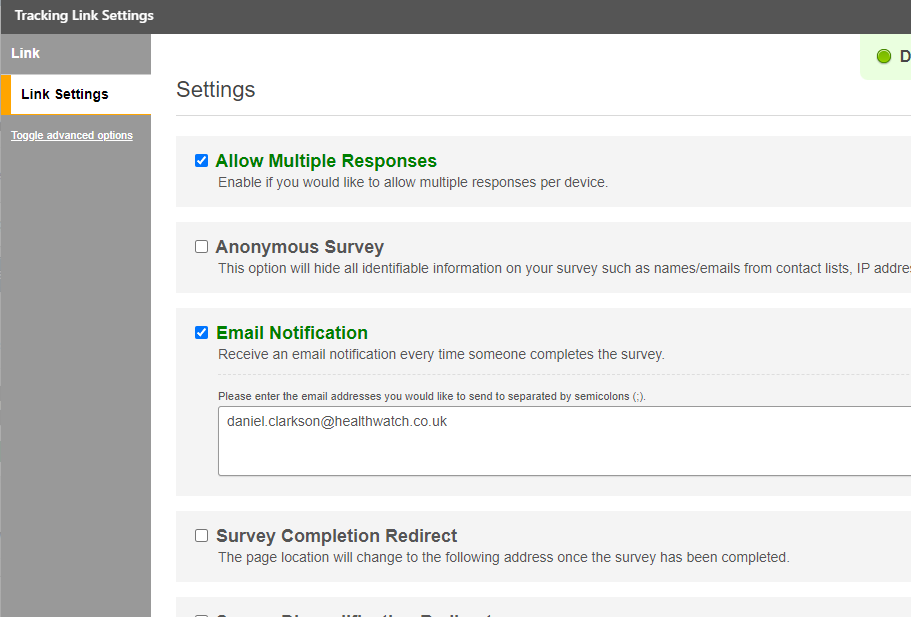 Tracking Link Settings
Link
Link Settings
Toggle advanced options
D
Settings
Allow Multiple Responses
Enable if you would like to allow multiple responses per device.
Anonymous Survey
This option will hide all identifiable information on your survey such as names/emails from contact lists, IP addre
Email Notification
Receive an email notification every time someone completes the survey.
Please enter the email addresses you would like to send to separated by semicolons (;).
daniel.clarkson@healthwatch.co.uk
Survey Completion Redirect
The page location will change to the following address once the survey has been completed.